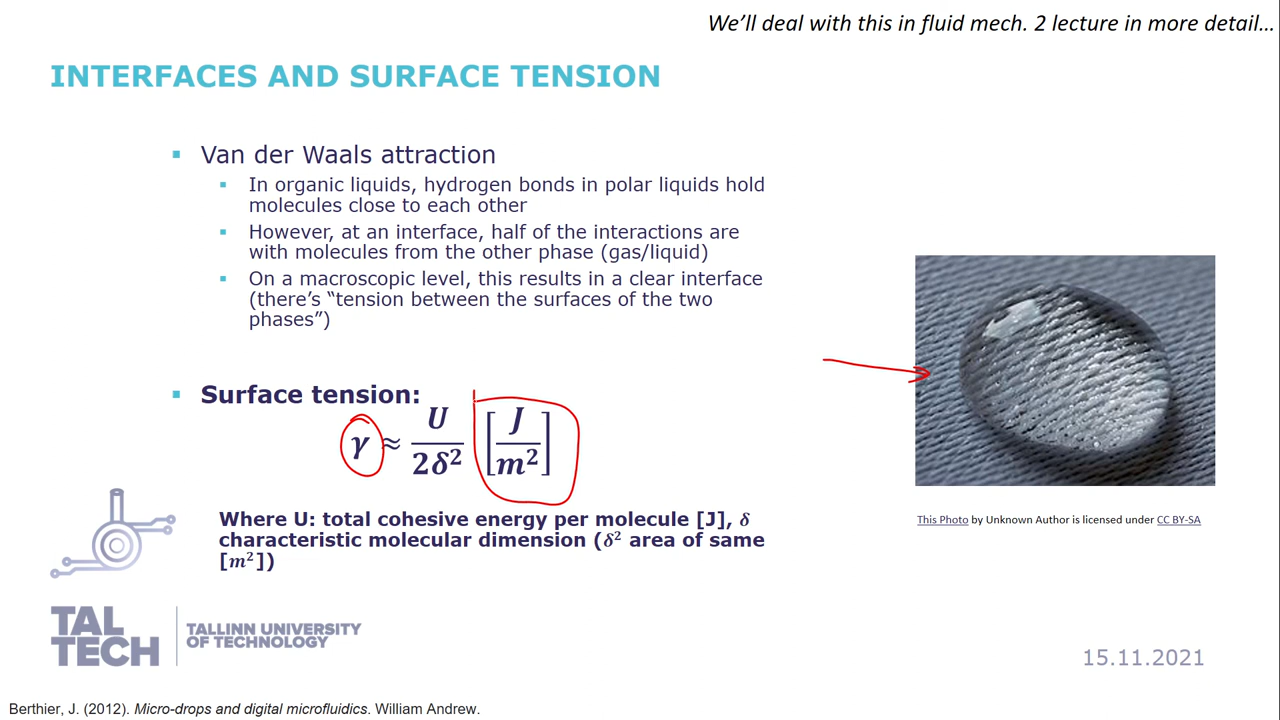 We’ll deal with this in fluid mech. 2 lecture in more detail…
INTERFACES AND SURFACE TENSION
▪ Van der Waals attraction
▪ In organic liquids, hydrogen bonds in polar liquids hold
molecules close to each other
▪ However, at an interface, half of the interactions are
with molecules from the other phase (gas/liquid)
▪ On a macroscopic level, this results in a clear interface
(there’s “tension between the surfaces of the two
phases”)
▪ Surface tension:
γ ≈ U / 2δ² [J / m²]
Where U: total cohesive energy per molecule [J], δ
characteristic molecular dimension (δ² area of same
[m²])
This Photo by Unknown Author is licensed under CC BY-SA
TAL
TECH
TALLINN UNIVERSITY
OF TECHNOLOGY
15.11.2021
Berthier, J. (2012). Micro-drops and digital microfluidics. William Andrew.